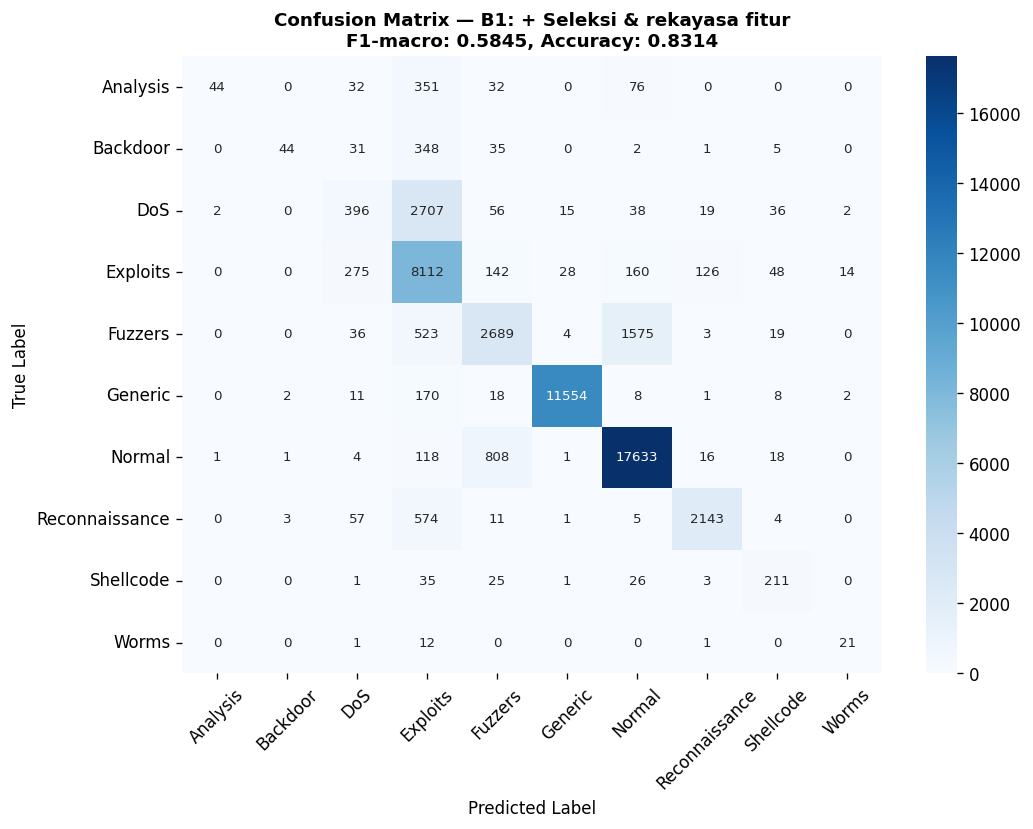 Confusion Matrix — B1: + Seleksi & rekayasa fitur
F1-macro: 0.5845, Accuracy: 0.8314
True Label
Analysis 44 0 32 351 32 0 76 0 0 0
Backdoor 0 44 31 348 35 0 2 1 5 0
DoS 2 0 396 2707 56 15 38 19 36 2
Exploits 0 0 275 8112 142 28 160 126 48 14
Fuzzers 0 0 36 523 2689 4 1575 3 19 0
Generic 0 2 11 170 18 11554 8 1 8 2
Normal 1 1 4 118 808 1 17633 16 18 0
Reconnaissance 0 3 57 574 11 1 5 2143 4 0
Shellcode 0 0 1 35 25 1 26 3 211 0
Worms 0 0 1 12 0 0 0 1 0 21
Analysis Backdoor DoS Exploits Fuzzers Generic Normal Reconnaissance Shellcode Worms
Predicted Label
16000
14000
12000
10000
8000
6000
4000
2000
0